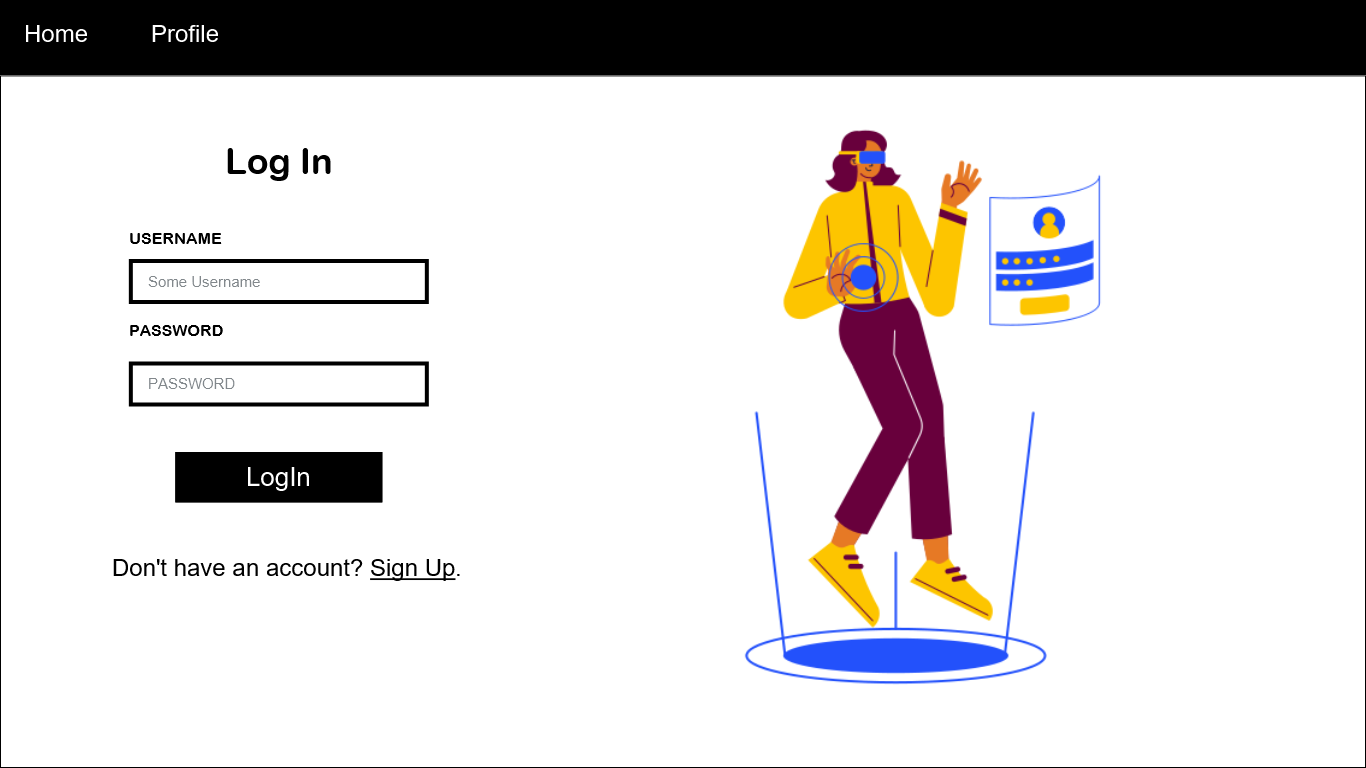 Home Profile
Log In
USERNAME
Some Username
PASSWORD
PASSWORD
LogIn
Don't have an account? Sign Up.